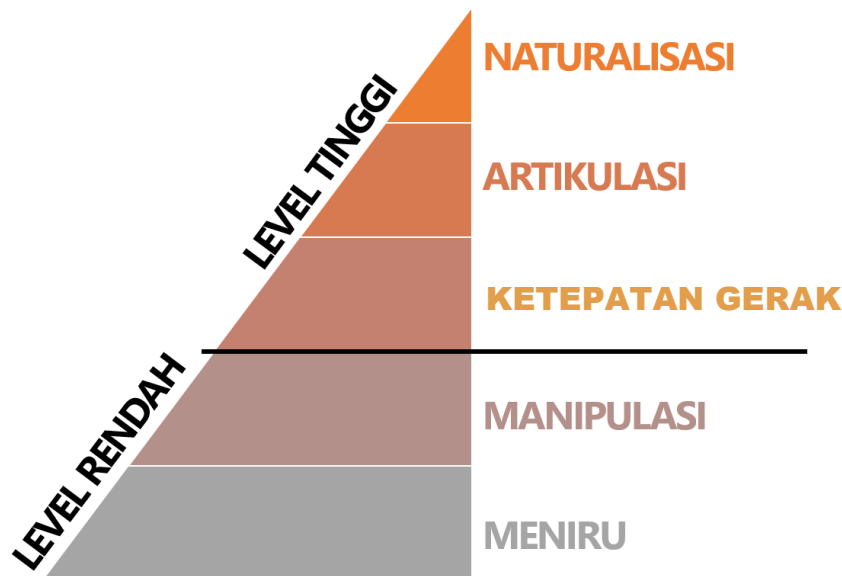 NATURALISASI
LEVEL TINGGI
ARTIKULASI
KETEPATAN GERAK
LEVEL RENDAH
MANIPULASI
MENIRU